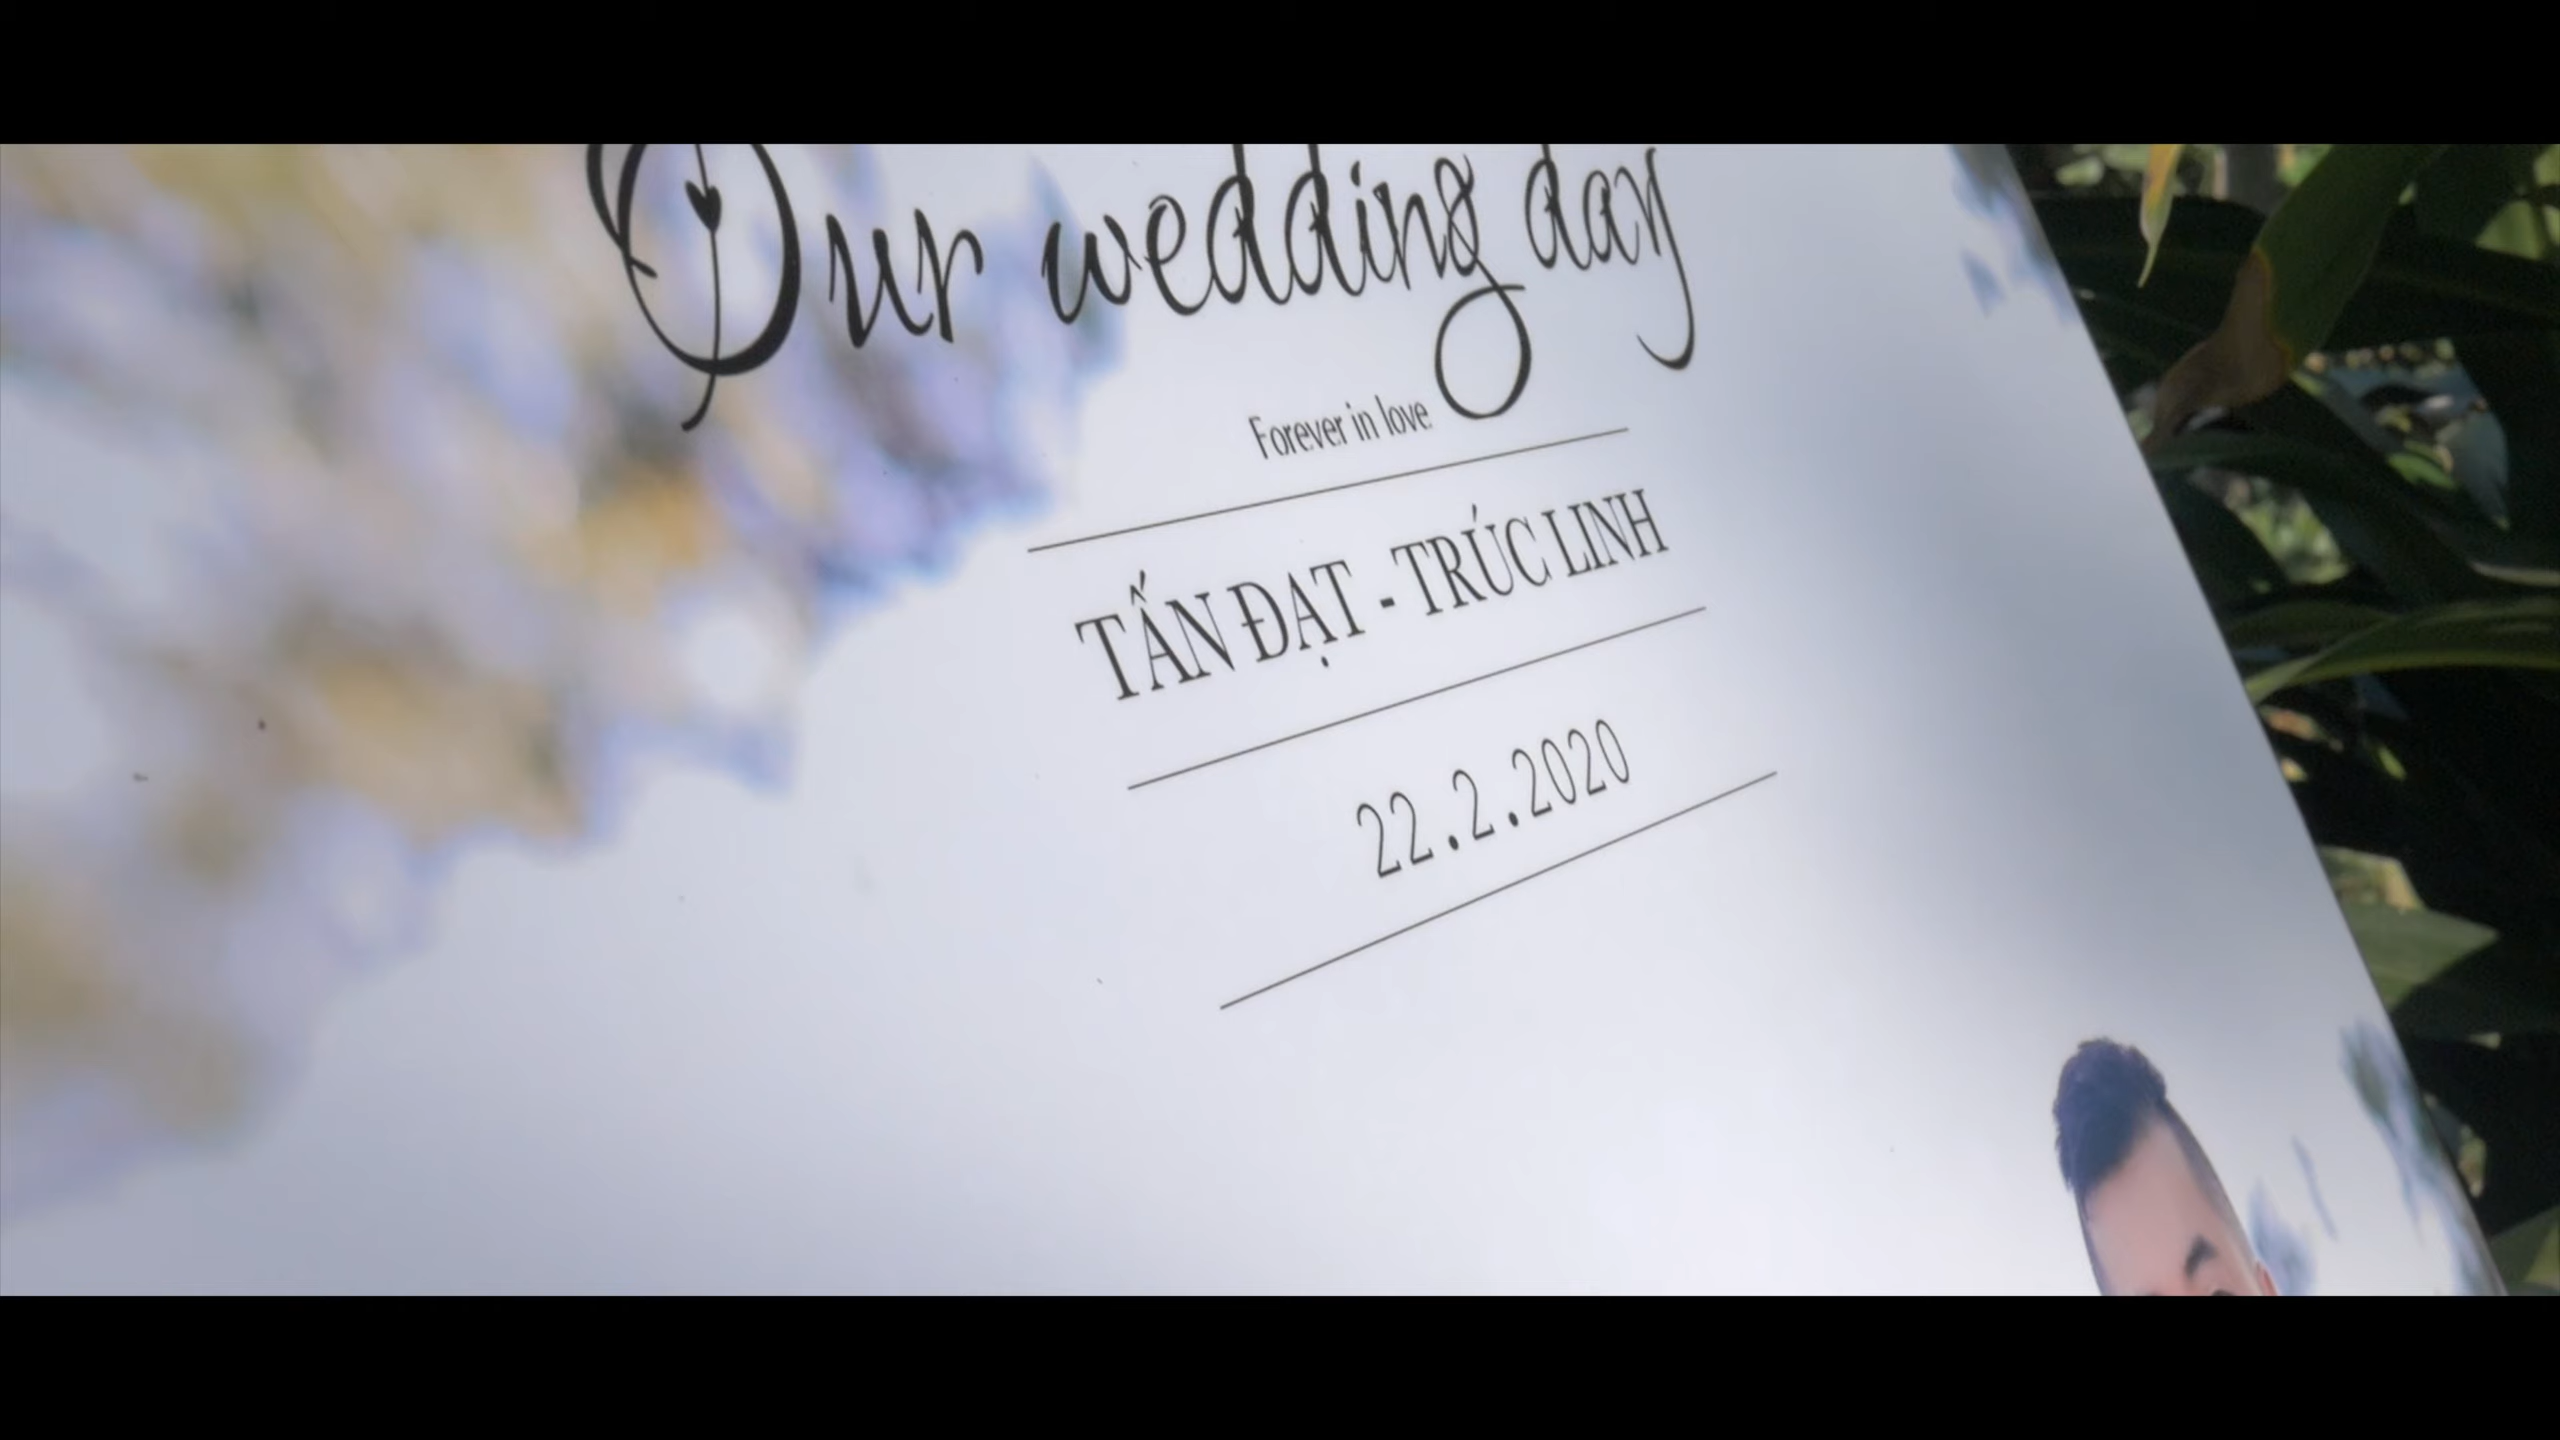 Our wedding day
Forever in love
TẤN ĐẠT - TRÚC LINH
22.2.2020